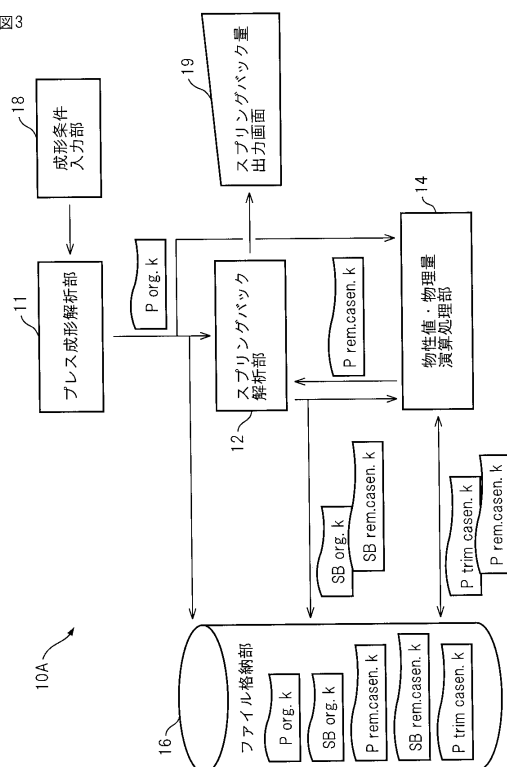 図3
10A
18
成形条件
入力部
11
プレス成形解析部
P org. k
19
スプリングバック量
出力画面
12
スプリングバック
解析部
P rem.casen. k
14
物性値・物理量
演算処理部
SB org. k
SB rem.casen. k
P trim casen. k
P rem.casen. k
16
ファイル格納部
P org. k
SB org. k
P rem.casen. k
SB rem.casen. k
P trim casen. k